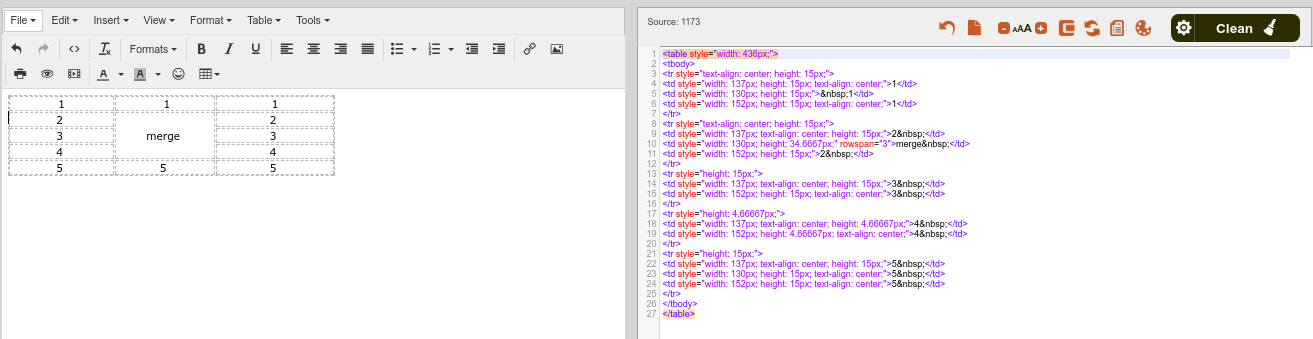 File Edit Insert View Format Table Tools
Formats B I U
A A
1 1 1
2 2
merge
3 3
4 4
5 5 5
Source: 1173
AAA
Clean
1 <table style="width: 436px;">
2 <tbody>
3 <tr style="text-align: center; height: 15px;">
4 <td style="width: 137px; height: 15px; text-align: center;">1</td>
5 <td style="width: 130px; height: 15px;">&nbsp;1</td>
6 <td style="width: 152px; height: 15px; text-align: center;">1</td>
7 </tr>
8 <tr style="text-align: center; height: 15px;">
9 <td style="width: 137px; text-align: center; height: 15px;">2&nbsp;</td>
10 <td style="width: 130px; height: 34.6667px;" rowspan="3">merge&nbsp;</td>
11 <td style="width: 152px; height: 15px;">2&nbsp;</td>
12 </tr>
13 <tr style="height: 15px;">
14 <td style="width: 137px; text-align: center; height: 15px;">3&nbsp;</td>
15 <td style="width: 152px; height: 15px; text-align: center;">3&nbsp;</td>
16 </tr>
17 <tr style="height: 4.66667px;">
18 <td style="width: 137px; text-align: center; height: 4.66667px;">4&nbsp;</td>
19 <td style="width: 152px; height: 4.66667px; text-align: center;">4&nbsp;</td>
20 </tr>
21 <tr style="height: 15px;">
22 <td style="width: 137px; height: 15px; text-align: center;">5&nbsp;</td>
23 <td style="width: 130px; height: 15px; text-align: center;">5&nbsp;</td>
24 <td style="width: 152px; height: 15px; text-align: center;">5&nbsp;</td>
25 </tr>
26 </tbody>
27 </table>